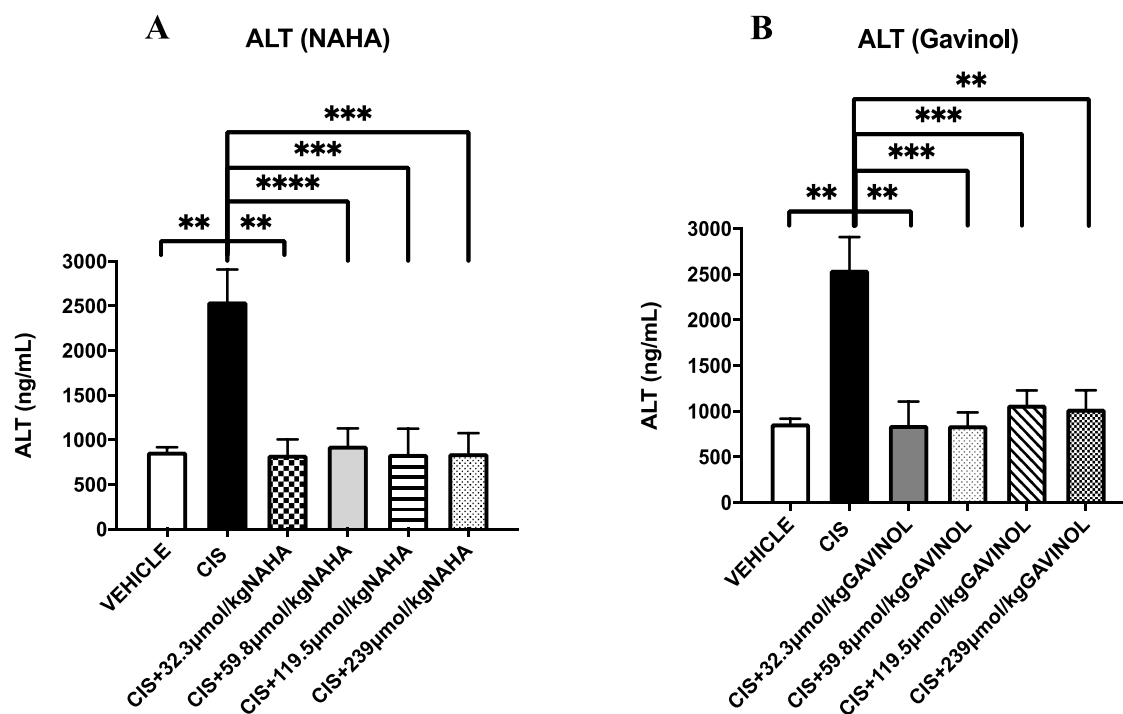 A
ALT (NAHA)
***
***
****
** **
ALT (ng/mL)
3000
2500
2000
1500
1000
500
0
VEHICLE
CIS
CIS+32.3µmol/kgNAHA
CIS+59.8µmol/kgNAHA
CIS+119.5µmol/kgNAHA
CIS+239µmol/kgNAHA
B
ALT (Gavinol)
**
***
***
** **
ALT (ng/mL)
3000
2500
2000
1500
1000
500
0
VEHICLE
CIS
CIS+32.3µmol/kgGAVINOL
CIS+59.8µmol/kgGAVINOL
CIS+119.5µmol/kgGAVINOL
CIS+239µmol/kgGAVINOL